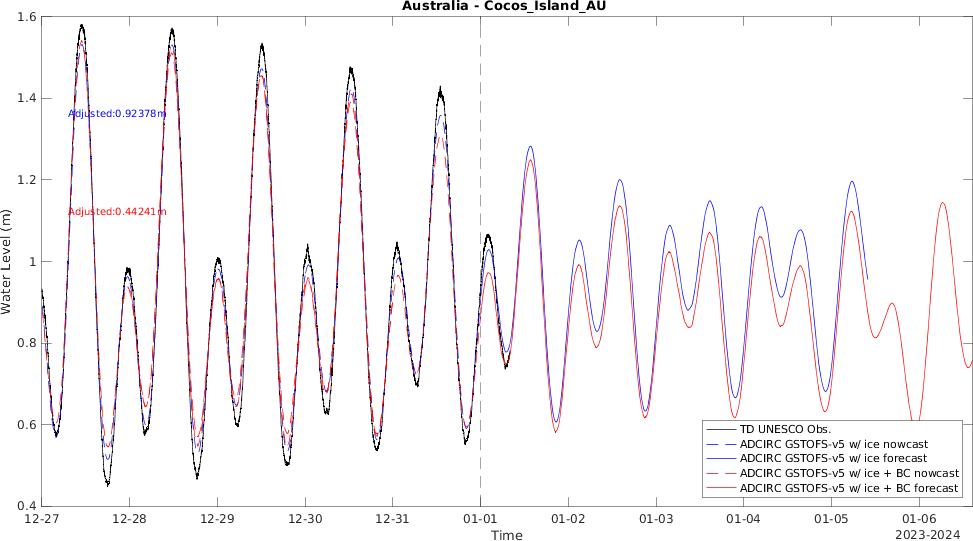 Australia - Cocos_Island_AU
1.6
1.4
1.2
1
0.8
0.6
0.4
Water Level (m)
Adjusted:0.92378m
Adjusted:0.44241m
TD UNESCO Obs.
ADCIRC GSTOFS-v5 w/ ice nowcast
ADCIRC GSTOFS-v5 w/ ice forecast
ADCIRC GSTOFS-v5 w/ ice + BC nowcast
ADCIRC GSTOFS-v5 w/ ice + BC forecast
12-27 12-28 12-29 12-30 12-31 01-01 01-02 01-03 01-04 01-05 01-06
Time
2023-2024